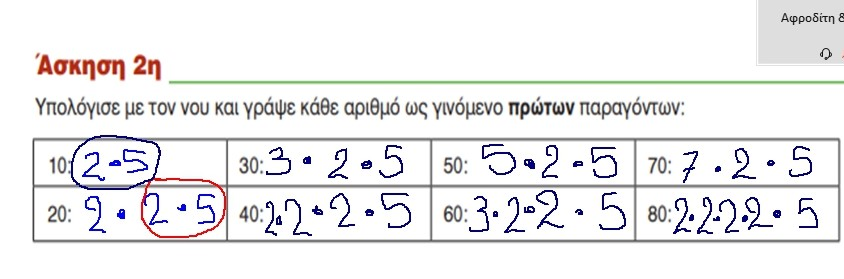 Αφροδίτη &
Άσκηση 2η
Υπολόγισε με τον νου και γράψε κάθε αριθμό ως γινόμενο πρώτων παραγόντων:
10: 2·5 30: 3·2·5 50: 5·2·5 70: 7·2·5
20: 2·2·5 40: 2·2·2·5 60: 3·2·2·5 80: 2·2·2·2·5